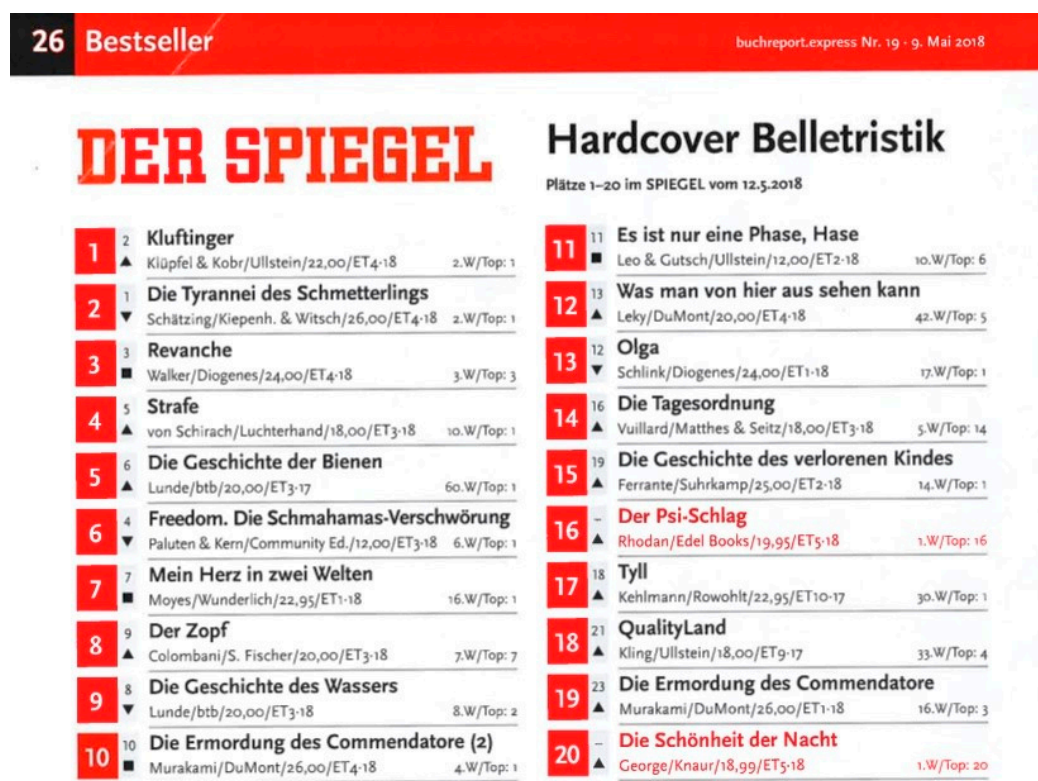 26 Bestseller
buchreport.express Nr. 19 · 9. Mai 2018
DER SPIEGEL
Hardcover Belletristik
Plätze 1–20 im SPIEGEL vom 12.5.2018
1 2 ▲ Kluftinger
Klüpfel & Kobr/Ullstein/22,00/ET4·18 2.W/Top: 1
2 1 ▼ Die Tyrannei des Schmetterlings
Schätzing/Kiepenh. & Witsch/26,00/ET4·18 2.W/Top: 1
3 3 ■ Revanche
Walker/Diogenes/24,00/ET4·18 3.W/Top: 3
4 5 ▲ Strafe
von Schirach/Luchterhand/18,00/ET3·18 10.W/Top: 1
5 6 ▲ Die Geschichte der Bienen
Lunde/btb/20,00/ET3·17 60.W/Top: 1
6 4 ▼ Freedom. Die Schmahamas-Verschwörung
Paluten & Kern/Community Ed./12,00/ET3·18 6.W/Top: 1
7 7 ■ Mein Herz in zwei Welten
Moyes/Wunderlich/22,95/ET1·18 16.W/Top: 1
8 9 ▲ Der Zopf
Colombani/S. Fischer/20,00/ET3·18 7.W/Top: 7
9 8 ▼ Die Geschichte des Wassers
Lunde/btb/20,00/ET3·18 8.W/Top: 2
10 10 ■ Die Ermordung des Commendatore (2)
Murakami/DuMont/26,00/ET4·18 4.W/Top: 1
11 11 ■ Es ist nur eine Phase, Hase
Leo & Gutsch/Ullstein/12,00/ET2·18 10.W/Top: 6
12 13 ▲ Was man von hier aus sehen kann
Leky/DuMont/20,00/ET4·18 42.W/Top: 5
13 12 ▼ Olga
Schlink/Diogenes/24,00/ET1·18 17.W/Top: 1
14 16 ▲ Die Tagesordnung
Vuillard/Matthes & Seitz/18,00/ET3·18 5.W/Top: 14
15 19 ▲ Die Geschichte des verlorenen Kindes
Ferrante/Suhrkamp/25,00/ET2·18 14.W/Top: 1
16 – ▲ Der Psi-Schlag
Rhodan/Edel Books/19,95/ET5·18 1.W/Top: 16
17 18 ▲ Tyll
Kehlmann/Rowohlt/22,95/ET10·17 30.W/Top: 1
18 21 ▲ QualityLand
Kling/Ullstein/18,00/ET9·17 33.W/Top: 4
19 23 ▲ Die Ermordung des Commendatore
Murakami/DuMont/26,00/ET1·18 16.W/Top: 3
20 – ▲ Die Schönheit der Nacht
George/Knaur/18,99/ET5·18 1.W/Top: 20